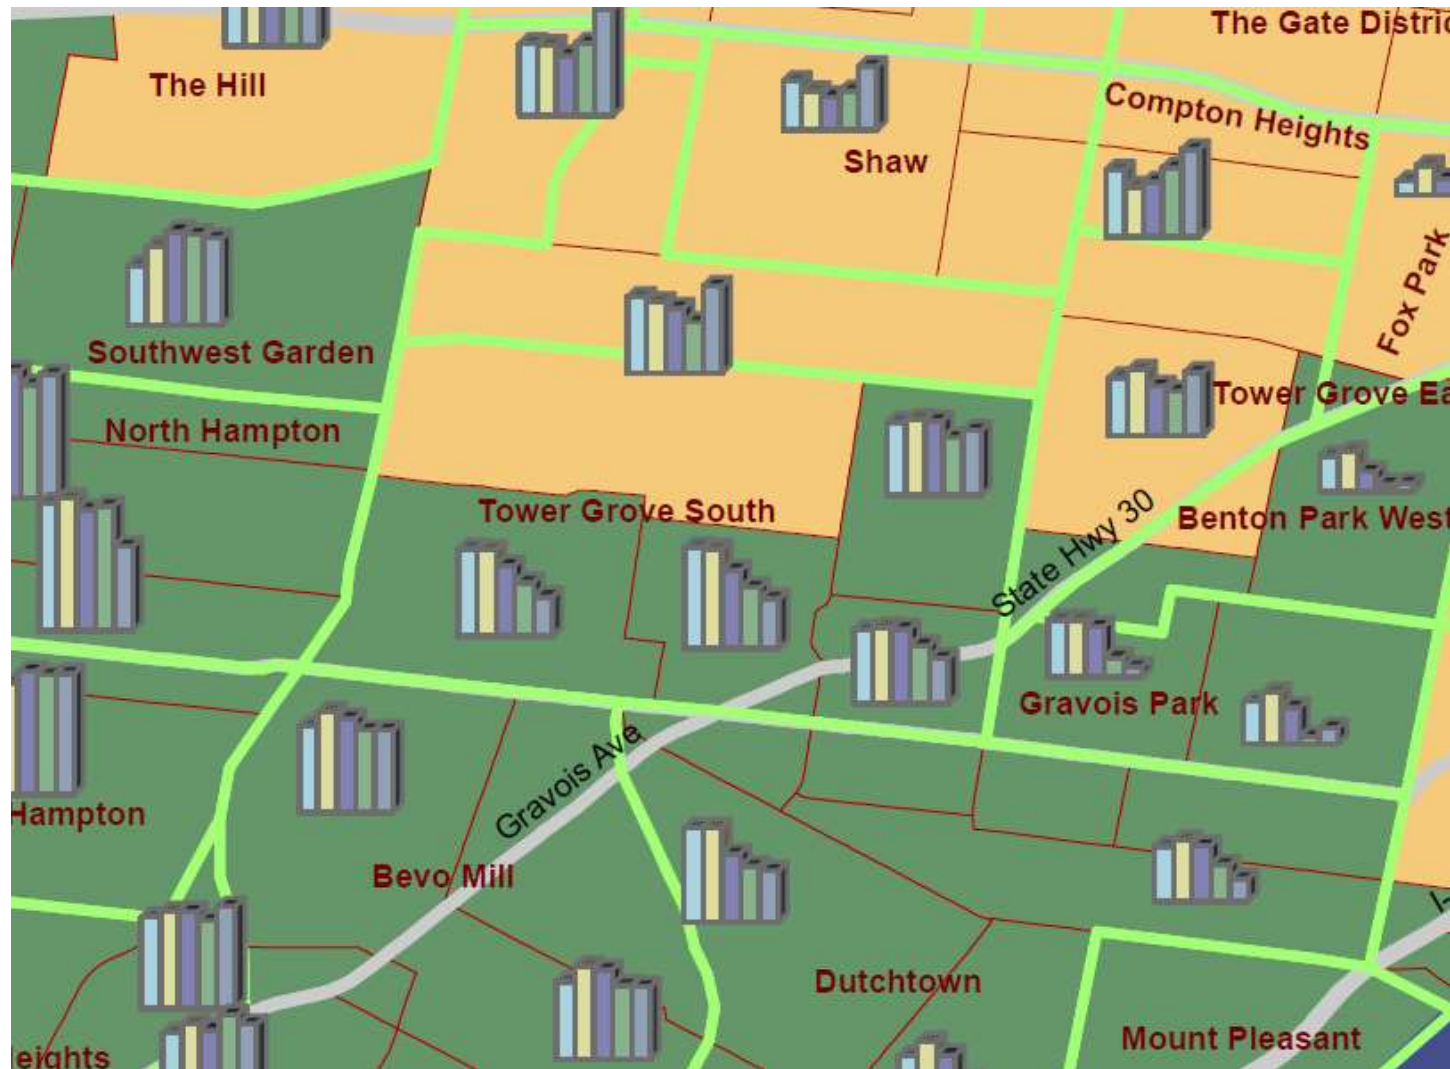 The Gate Distric
The Hill
Compton Heights
Shaw
Fox Park
Southwest Garden
Tower Grove Ea
North Hampton
Tower Grove South
State Hwy 30
Benton Park West
Gravois Park
Gravois Ave
Hampton
Bevo Mill
I-
Dutchtown
Mount Pleasant
eights